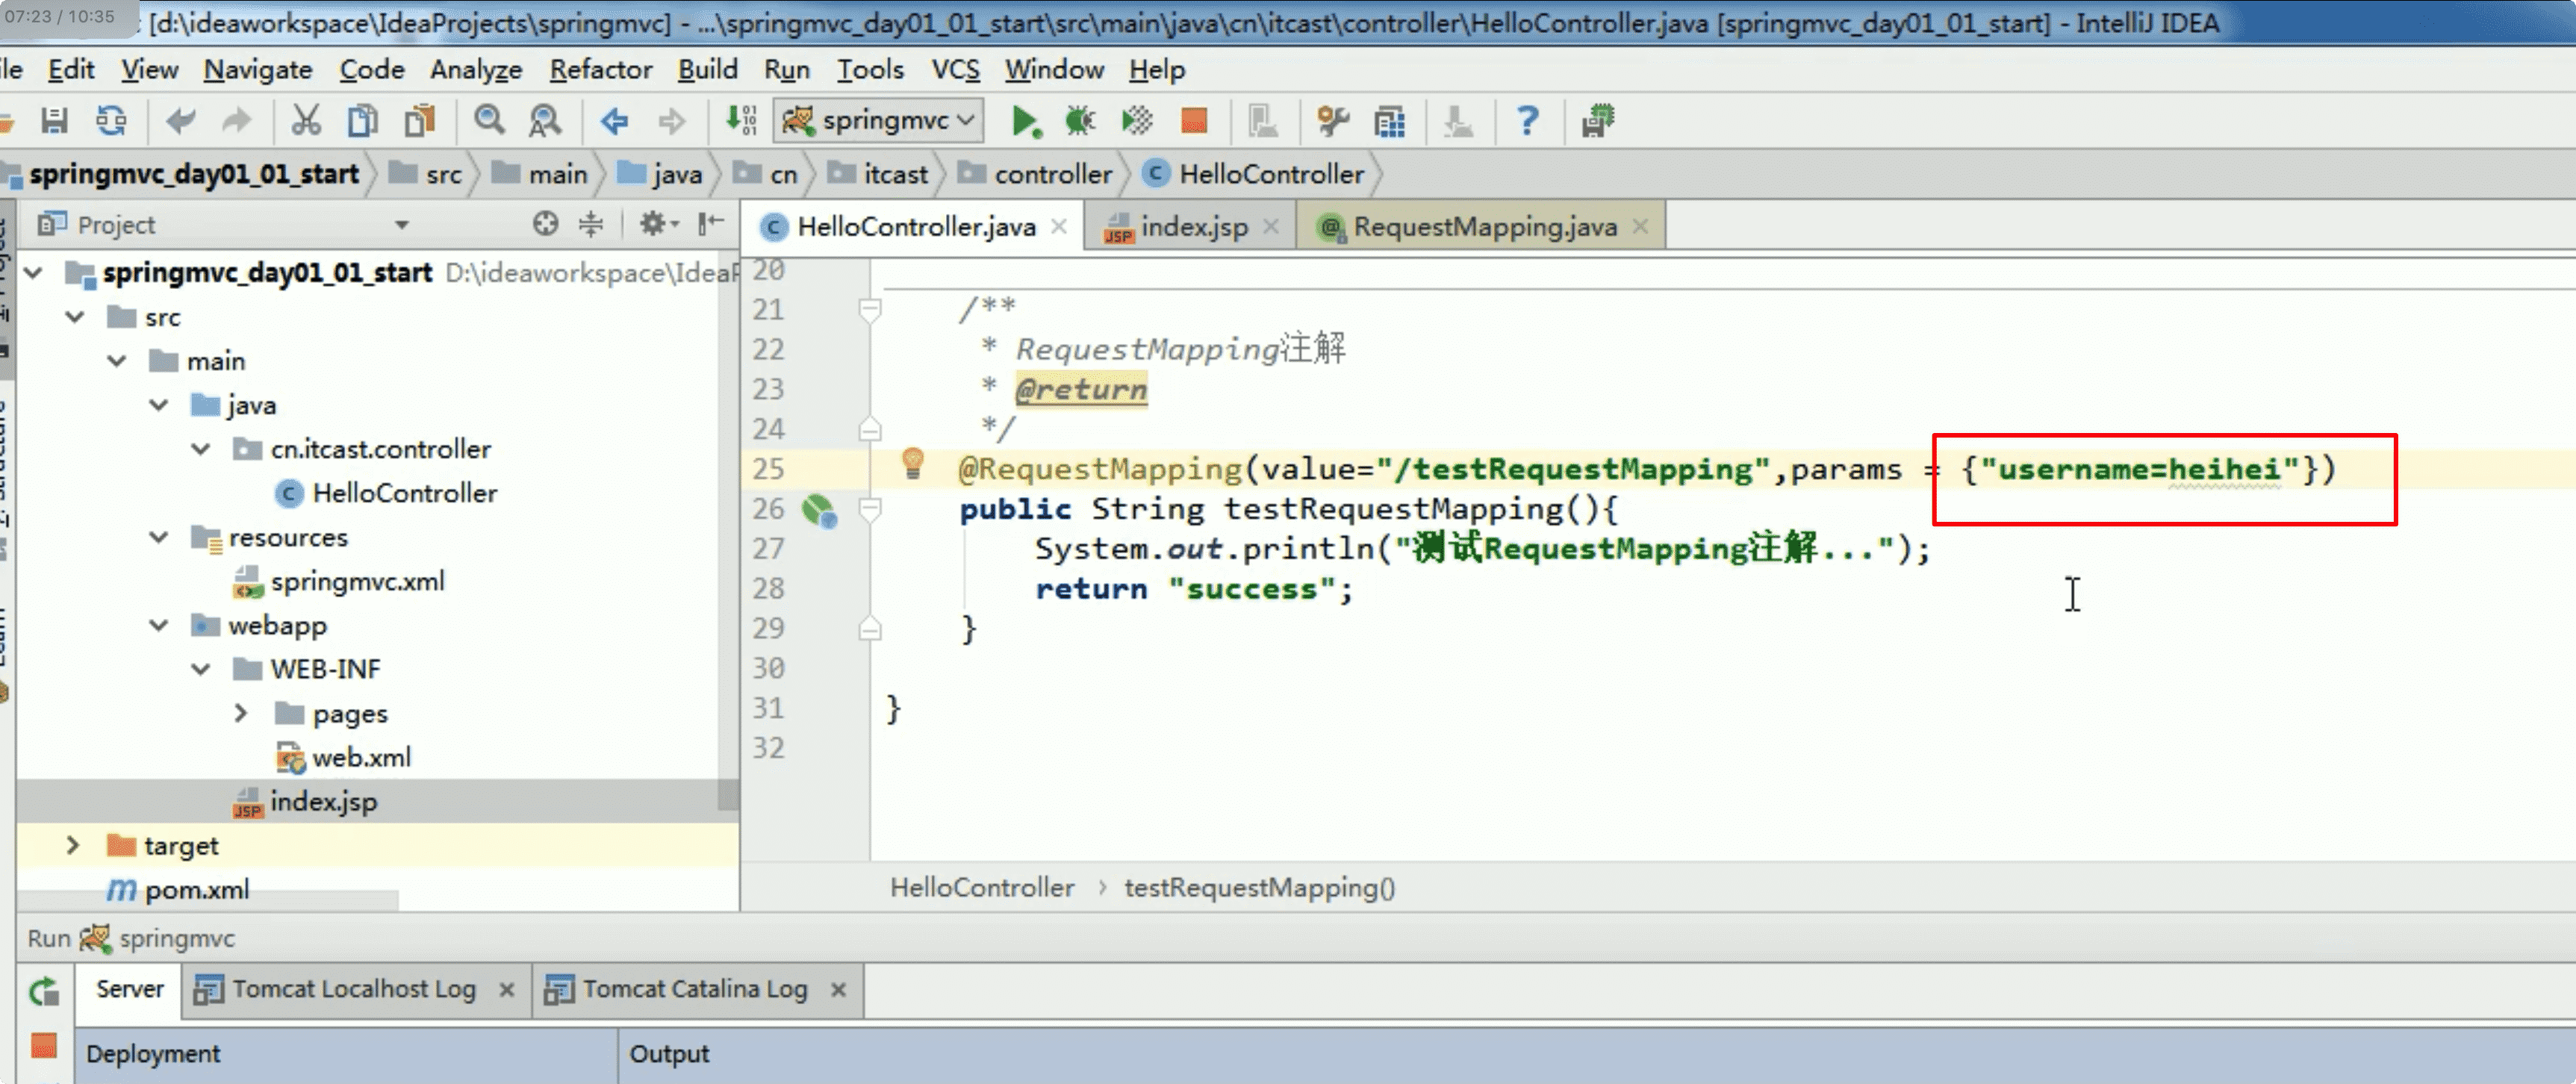 07:23 / 10:35
[d:\ideaworkspace\IdeaProjects\springmvc] - ...\springmvc_day01_01_start\src\main\java\cn\itcast\controller\HelloController.java [springmvc_day01_01_start] - IntelliJ IDEA
Edit View Navigate Code Analyze Refactor Build Run Tools VCS Window Help
springmvc
springmvc_day01_01_start src main java cn itcast controller HelloController
Project
HelloController.java index.jsp RequestMapping.java
springmvc_day01_01_start D:\ideaworkspace\IdeaP
src
main
java
cn.itcast.controller
HelloController
resources
springmvc.xml
webapp
WEB-INF
pages
web.xml
index.jsp
target
pom.xml
20
21 /**
22 * RequestMapping注解
23 * @return
24 */
25 @RequestMapping(value="/testRequestMapping",params = {"username=heihei"})
26 public String testRequestMapping(){
27 System.out.println("测试RequestMapping注解...");
28 return "success";
29 }
30
31 }
32
HelloController › testRequestMapping()
Run springmvc
Server Tomcat Localhost Log Tomcat Catalina Log
Deployment Output